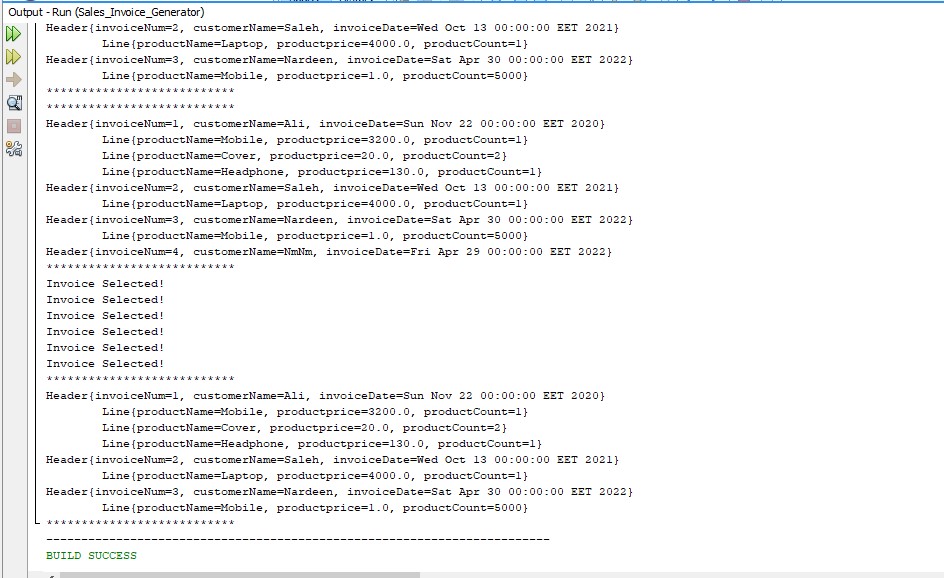 Output - Run (Sales_Invoice_Generator)
Header{invoiceNum=2, customerName=Saleh, invoiceDate=Wed Oct 13 00:00:00 EET 2021}
Line{productName=Laptop, productprice=4000.0, productCount=1}
Header{invoiceNum=3, customerName=Nardeen, invoiceDate=Sat Apr 30 00:00:00 EET 2022}
Line{productName=Mobile, productprice=1.0, productCount=5000}
***************************
***************************
Header{invoiceNum=1, customerName=Ali, invoiceDate=Sun Nov 22 00:00:00 EET 2020}
Line{productName=Mobile, productprice=3200.0, productCount=1}
Line{productName=Cover, productprice=20.0, productCount=2}
Line{productName=Headphone, productprice=130.0, productCount=1}
Header{invoiceNum=2, customerName=Saleh, invoiceDate=Wed Oct 13 00:00:00 EET 2021}
Line{productName=Laptop, productprice=4000.0, productCount=1}
Header{invoiceNum=3, customerName=Nardeen, invoiceDate=Sat Apr 30 00:00:00 EET 2022}
Line{productName=Mobile, productprice=1.0, productCount=5000}
Header{invoiceNum=4, customerName=NmNm, invoiceDate=Fri Apr 29 00:00:00 EET 2022}
***************************
Invoice Selected!
Invoice Selected!
Invoice Selected!
Invoice Selected!
Invoice Selected!
Invoice Selected!
***************************
Header{invoiceNum=1, customerName=Ali, invoiceDate=Sun Nov 22 00:00:00 EET 2020}
Line{productName=Mobile, productprice=3200.0, productCount=1}
Line{productName=Cover, productprice=20.0, productCount=2}
Line{productName=Headphone, productprice=130.0, productCount=1}
Header{invoiceNum=2, customerName=Saleh, invoiceDate=Wed Oct 13 00:00:00 EET 2021}
Line{productName=Laptop, productprice=4000.0, productCount=1}
Header{invoiceNum=3, customerName=Nardeen, invoiceDate=Sat Apr 30 00:00:00 EET 2022}
Line{productName=Mobile, productprice=1.0, productCount=5000}
***************************
------------------------------------------------------------------------
BUILD SUCCESS